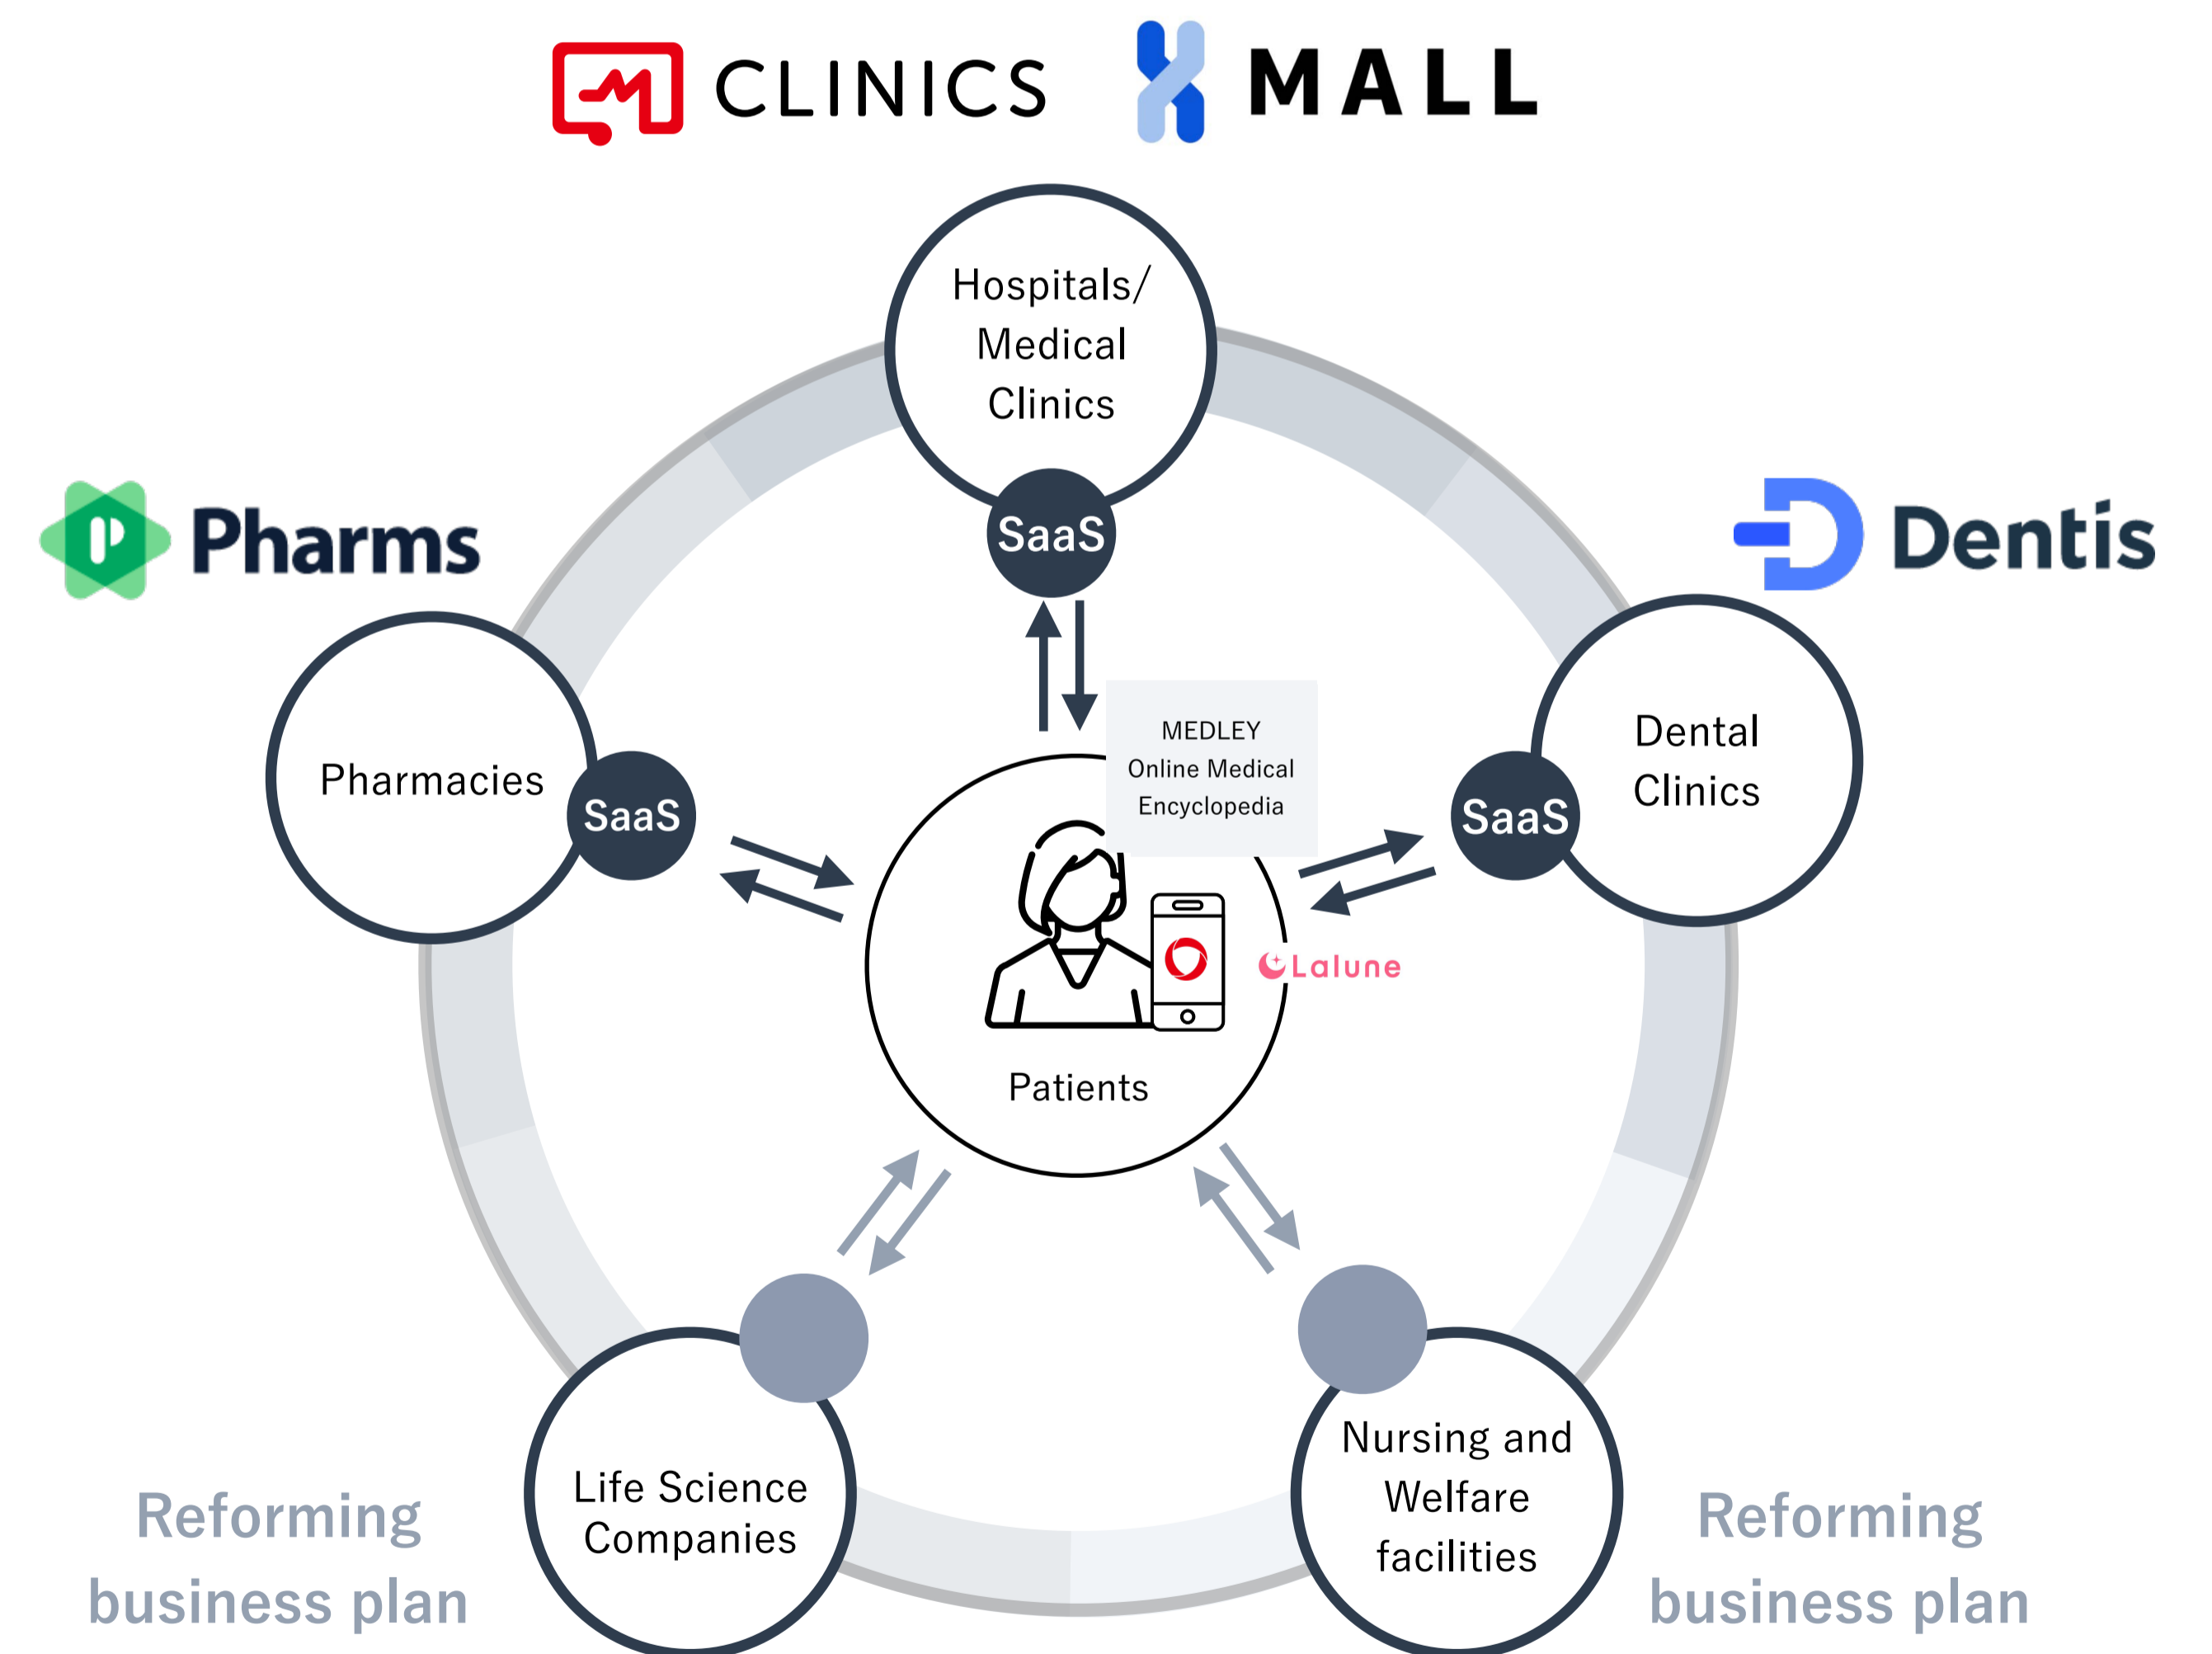 CLINICS
MALL
Hospitals/
Medical
Clinics
SaaS
Pharms
Dentis
Pharmacies
SaaS
MEDLEY
Online Medical
Encyclopedia
SaaS
Dental
Clinics
Lalune
Patients
Life Science
Companies
Nursing and
Welfare
facilities
Reforming
business plan
Reforming
business plan